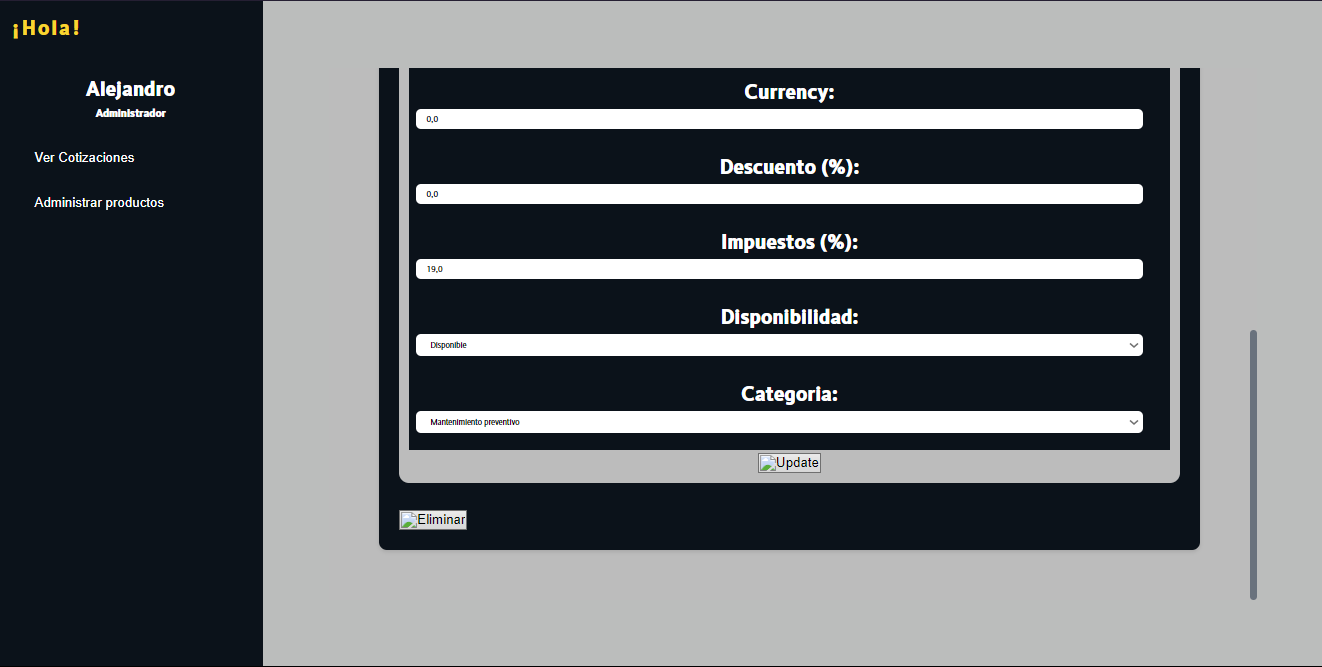 ¡Hola!
Alejandro
Administrador
Ver Cotizaciones
Administrar productos
Currency:
0,0
Descuento (%):
0,0
Impuestos (%):
19,0
Disponibilidad:
Disponible
Categoria:
Mantenimiento preventivo
Update
Eliminar